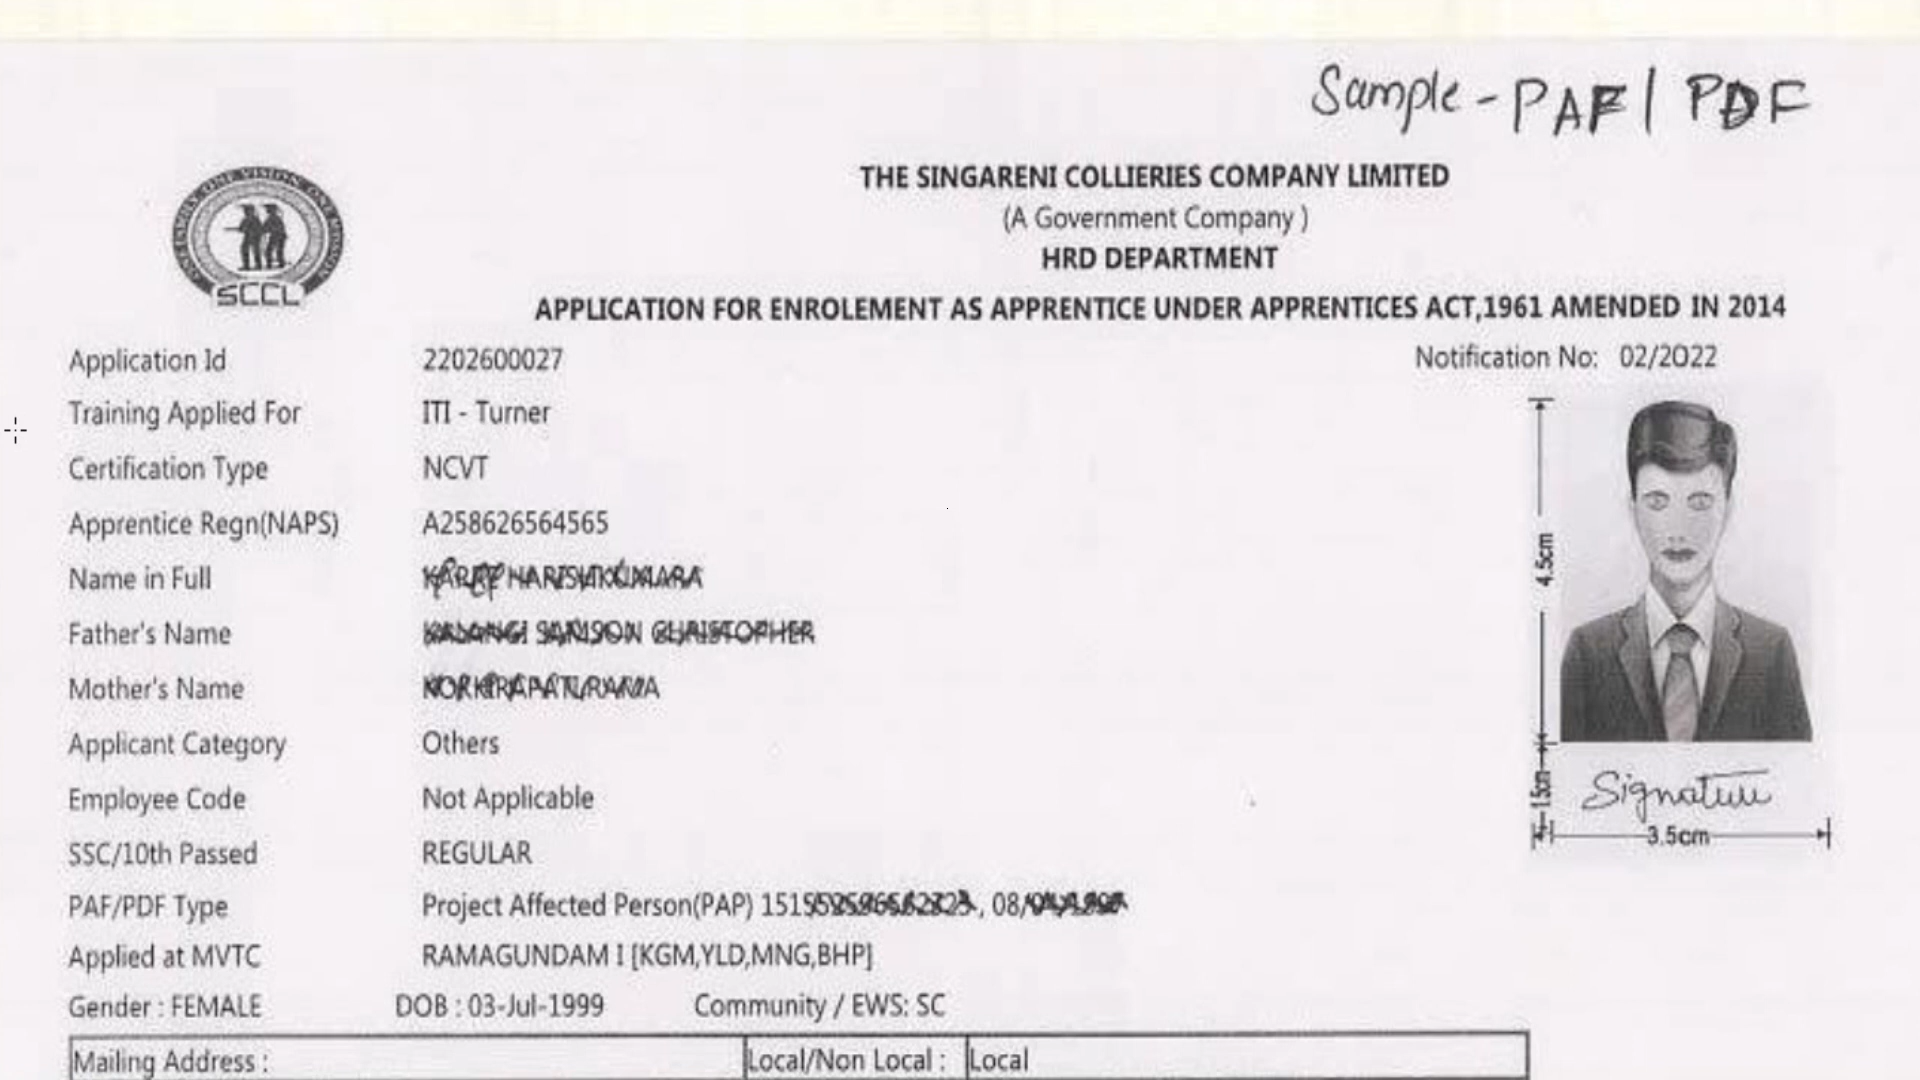 Sample - PAF / PDF
SCCL
THE SINGARENI COLLIERIES COMPANY LIMITED
(A Government Company )
HRD DEPARTMENT
APPLICATION FOR ENROLEMENT AS APPRENTICE UNDER APPRENTICES ACT,1961 AMENDED IN 2014
Application Id 2202600027 Notification No: 02/2022
Training Applied For ITI - Turner
Certification Type NCVT
Apprentice Regn(NAPS) A258626564565
Name in Full
Father's Name
Mother's Name
Applicant Category Others
Employee Code Not Applicable
SSC/10th Passed REGULAR
PAF/PDF Type Project Affected Person(PAP)
Applied at MVTC RAMAGUNDAM I [KGM,YLD,MNG,BHP]
Gender : FEMALE DOB : 03-Jul-1999 Community / EWS: SC
Mailing Address : Local/Non Local : Local
4.5cm
Signature
1.5cm
3.5cm